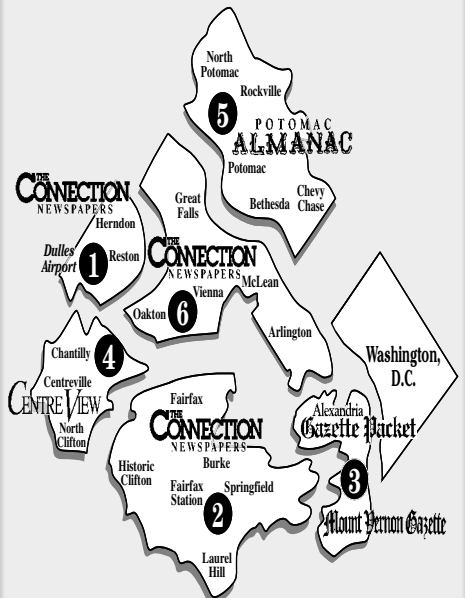 North
Potomac
Rockville
5
POTOMAC
ALMANAC
Potomac
Chevy
Chase
Bethesda
THE
CONNECTION
NEWSPAPERS
Herndon
Dulles
Airport
1
Reston
Great
Falls
THE
CONNECTION
NEWSPAPERS
McLean
Vienna
Oakton
6
Arlington
Chantilly
4
Centreville
CENTRE VIEW
North
Clifton
Washington,
D.C.
Fairfax
THE
CONNECTION
NEWSPAPERS
Burke
Historic
Clifton
Fairfax
Station
Springfield
2
Laurel
Hill
Alexandria
Gazette Packet
3
Mount Vernon Gazette